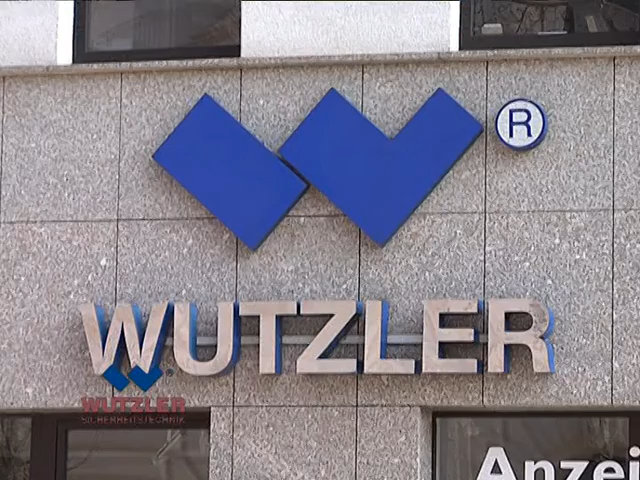 ®
WUTZLER
WUTZLER
SICHERHEITSTECHNIK
Anzei